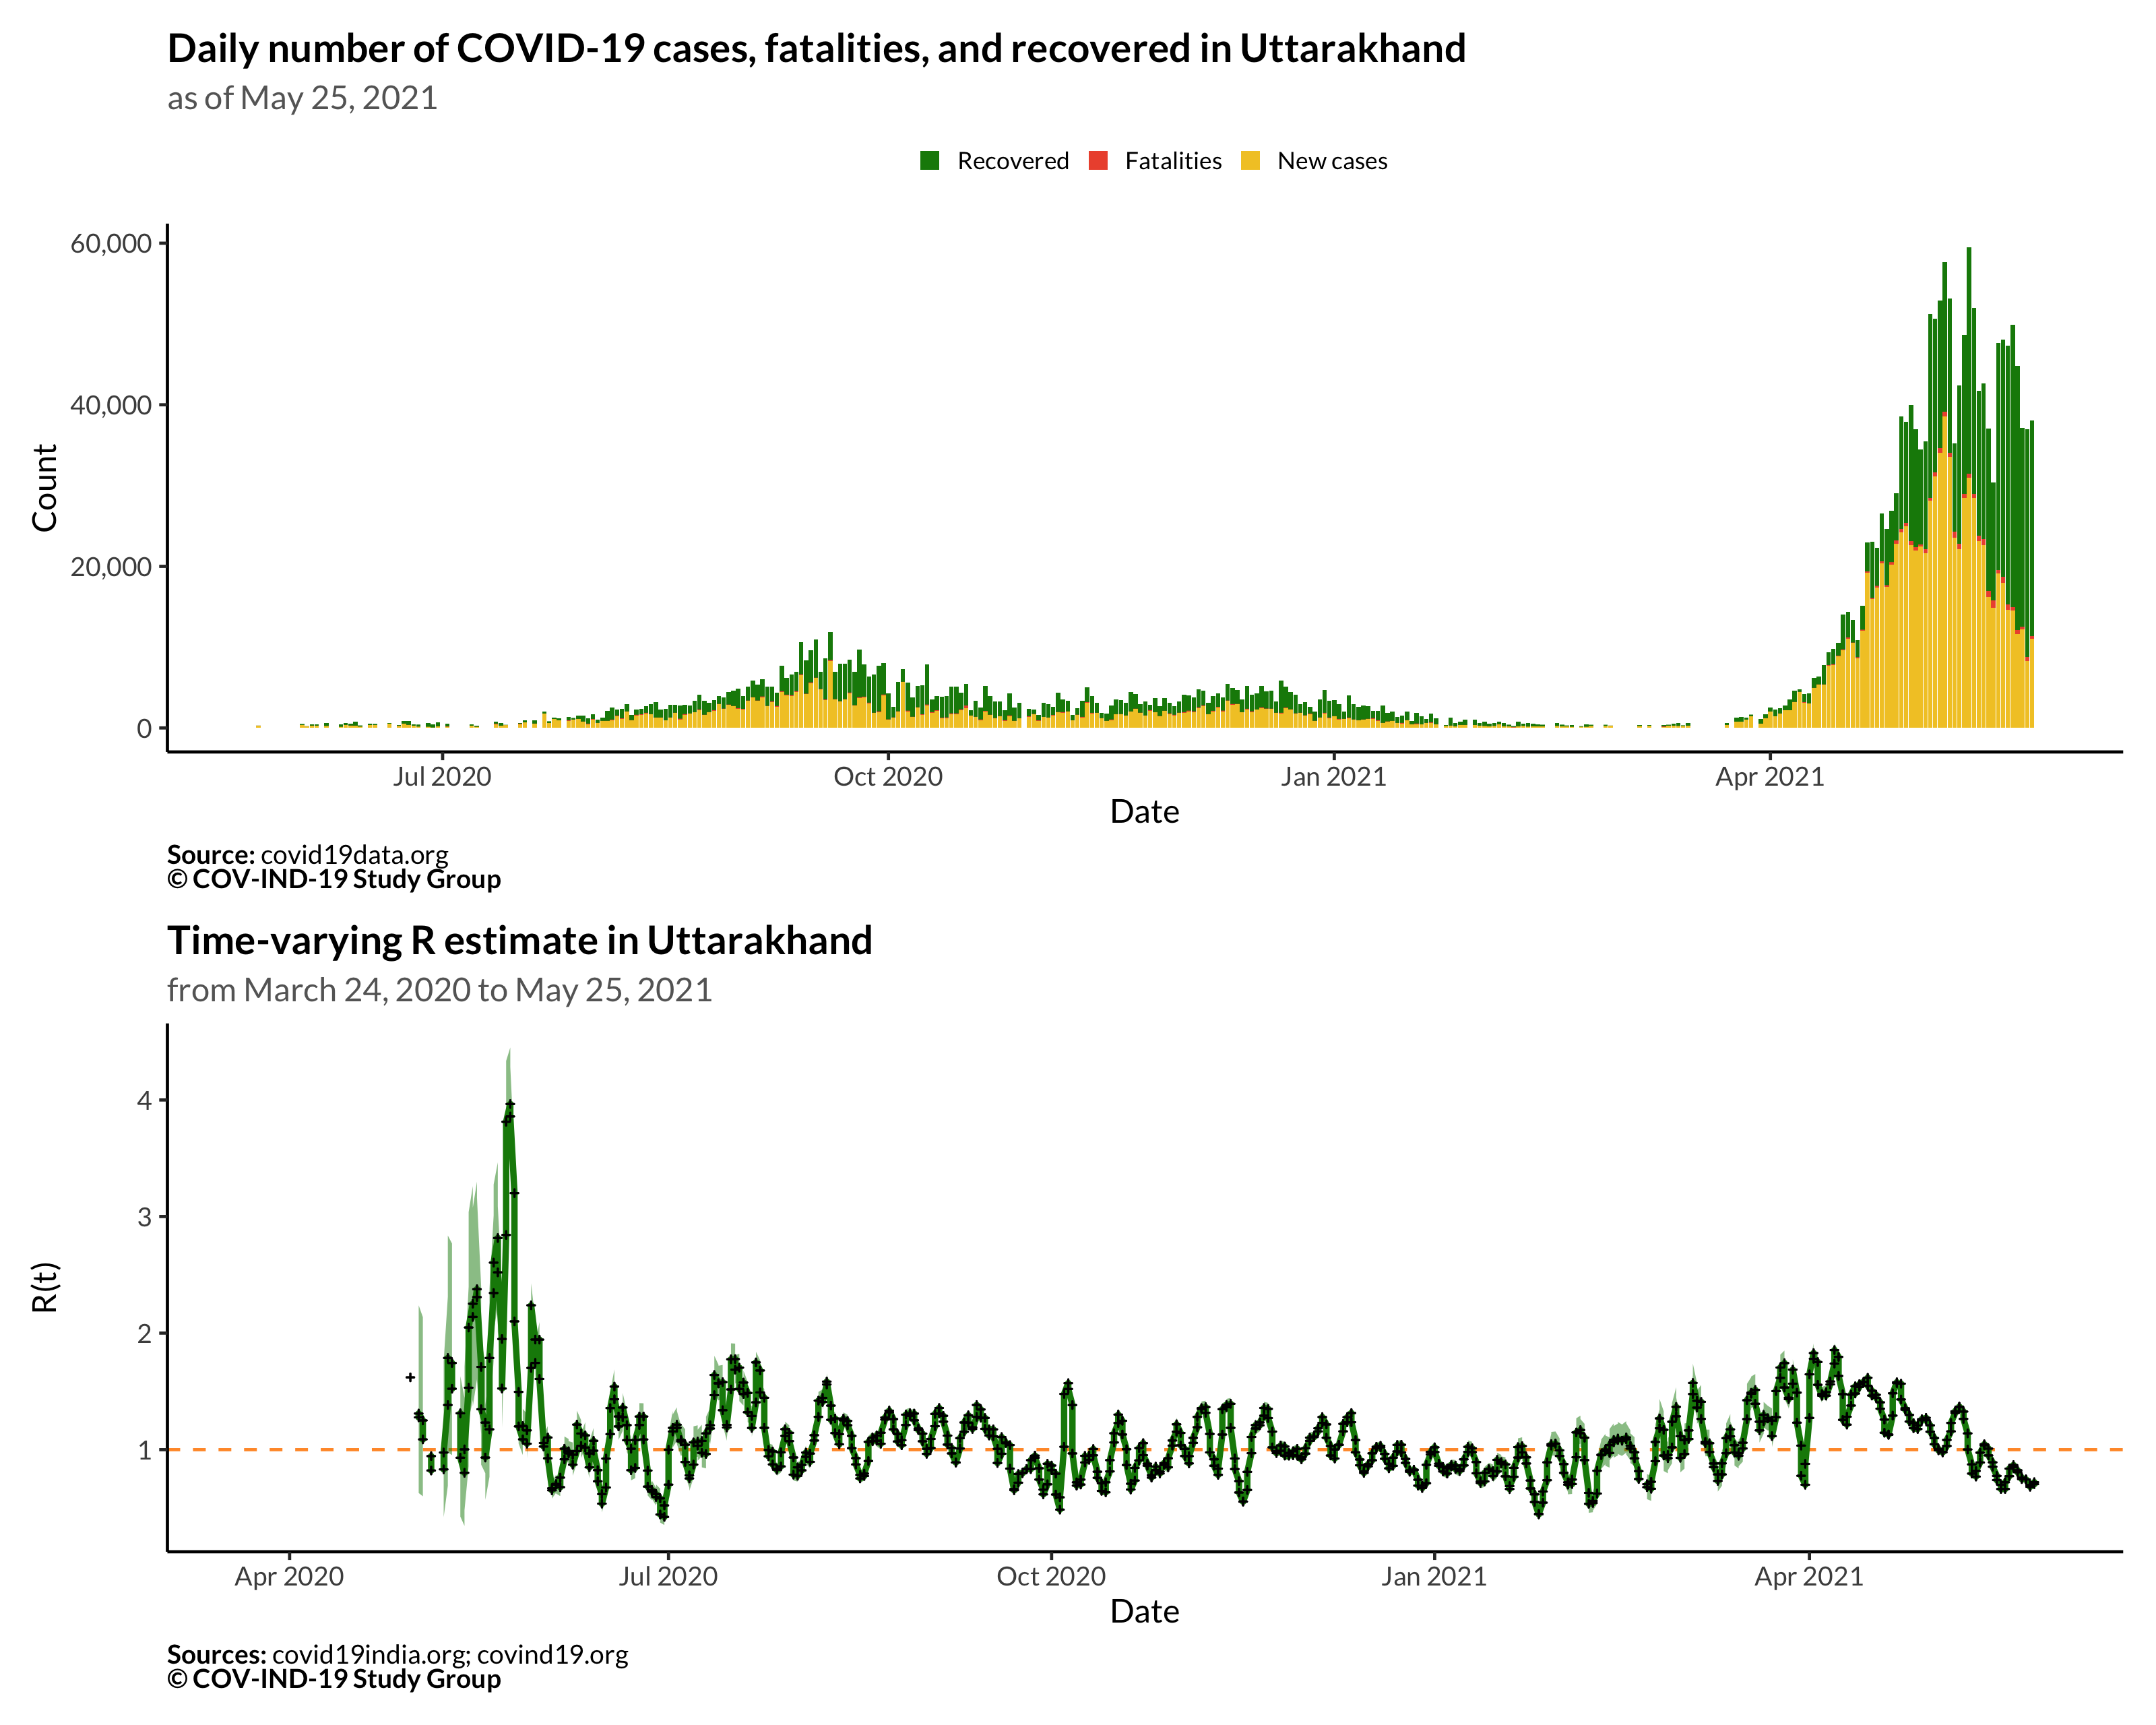 Daily number of COVID-19 cases, fatalities, and recovered in Uttarakhand
as of May 25, 2021
Recovered Fatalities New cases
60,000
40,000
20,000
0
Count
Jul 2020 Oct 2020 Jan 2021 Apr 2021
Date
Source: covid19data.org
© COV-IND-19 Study Group
Time-varying R estimate in Uttarakhand
from March 24, 2020 to May 25, 2021
4
3
2
1
R(t)
Apr 2020 Jul 2020 Oct 2020 Jan 2021 Apr 2021
Date
Sources: covid19india.org; covind19.org
© COV-IND-19 Study Group